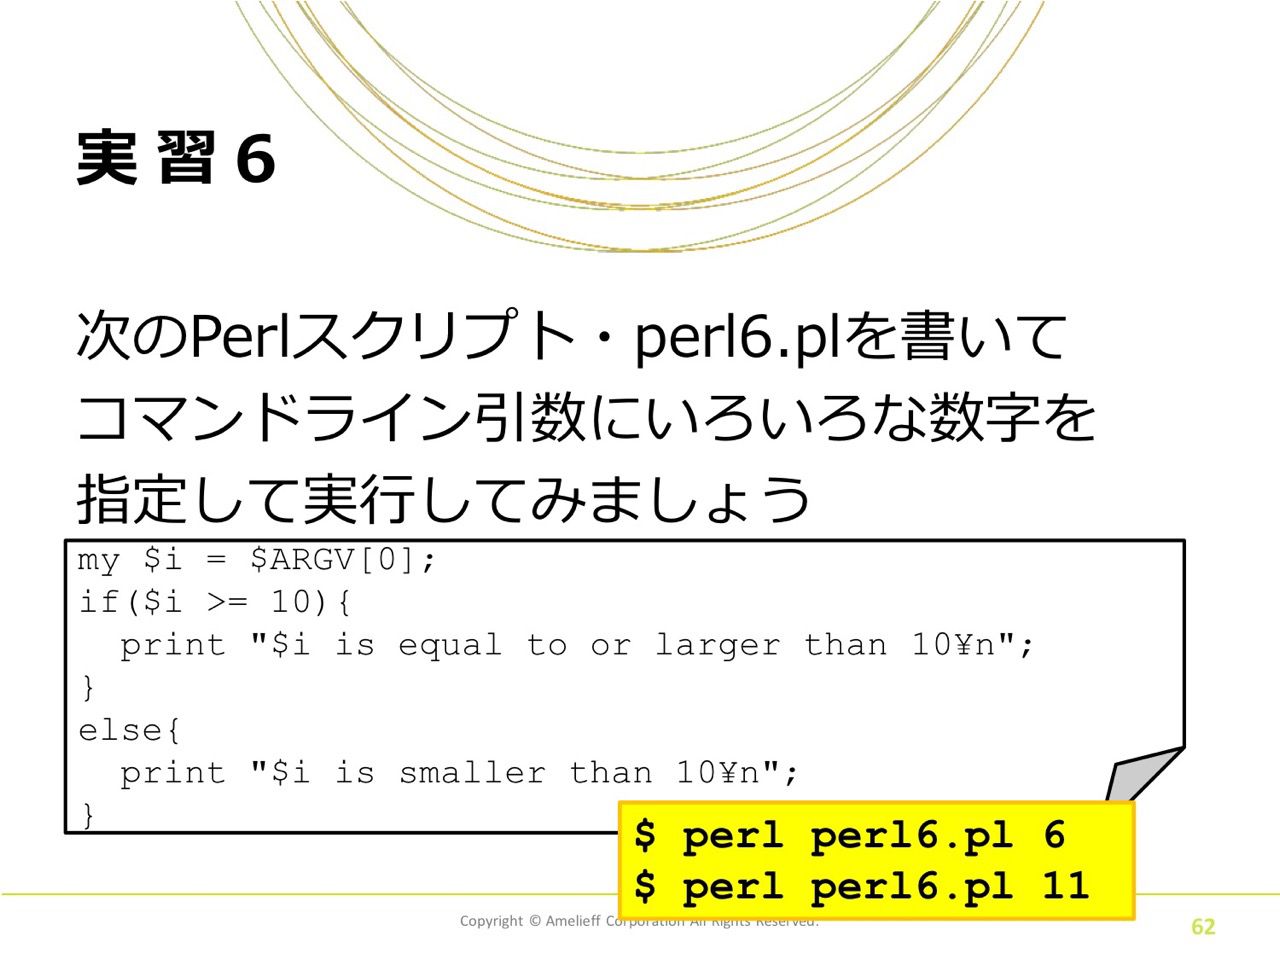 実習６
次のPerlスクリプト・perl6.plを書いて
コマンドライン引数にいろいろな数字を
指定して実行してみましょう
my $i = $ARGV[0];
if($i >= 10){
  print "$i is equal to or larger than 10¥n";
}
else{
  print "$i is smaller than 10¥n";
}
$ perl perl6.pl 6
$ perl perl6.pl 11
Copyright © Amelieff Corporation All Rights Reserved.
62